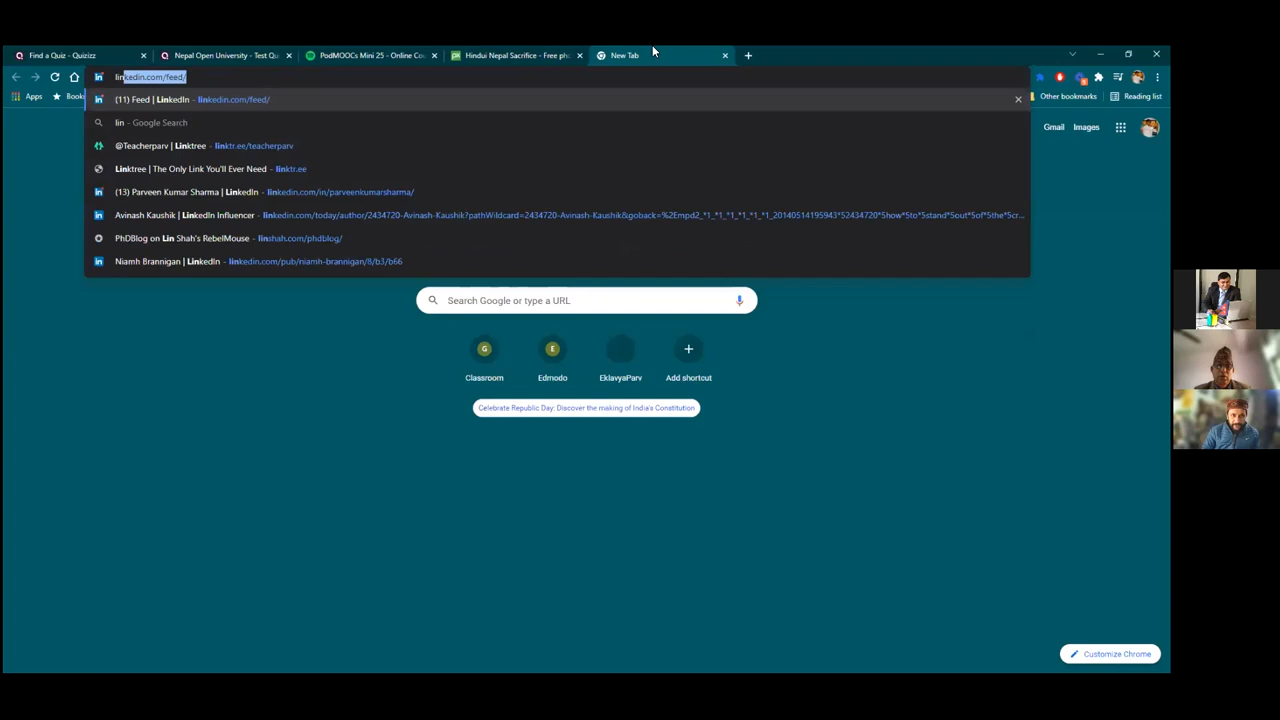 Find a Quiz - Quizizz
Nepal Open University - Test Qu
PodMOOCs Mini 25 - Online Co
Hindui Nepal Sacrifice - Free ph
New Tab
linkedin.com/feed/
Apps
Book
Other bookmarks
Reading list
(11) Feed | LinkedIn - linkedin.com/feed/
lin - Google Search
@Teacherparv | Linktree - linktr.ee/teacherparv
Linktree | The Only Link You'll Ever Need - linktr.ee
(13) Parveen Kumar Sharma | LinkedIn - linkedin.com/in/parveenkumarsharma/
Avinash Kaushik | LinkedIn Influencer - linkedin.com/today/author/2434720-Avinash-Kaushik?pathWildcard=2434720-Avinash-Kaushik&goback=%2Empd2_*1_*1_*1_*1_*1_*1_20140514195943*52434720*5how*5to*5stand*5out*5of*5the*5cr...
PhDBlog on Lin Shah's RebelMouse - linshah.com/phdblog/
Niamh Brannigan | LinkedIn - linkedin.com/pub/niamh-brannigan/8/b3/b66
Gmail
Images
Search Google or type a URL
Classroom
Edmodo
EklavyaParv
Add shortcut
Celebrate Republic Day: Discover the making of India's Constitution
Customize Chrome